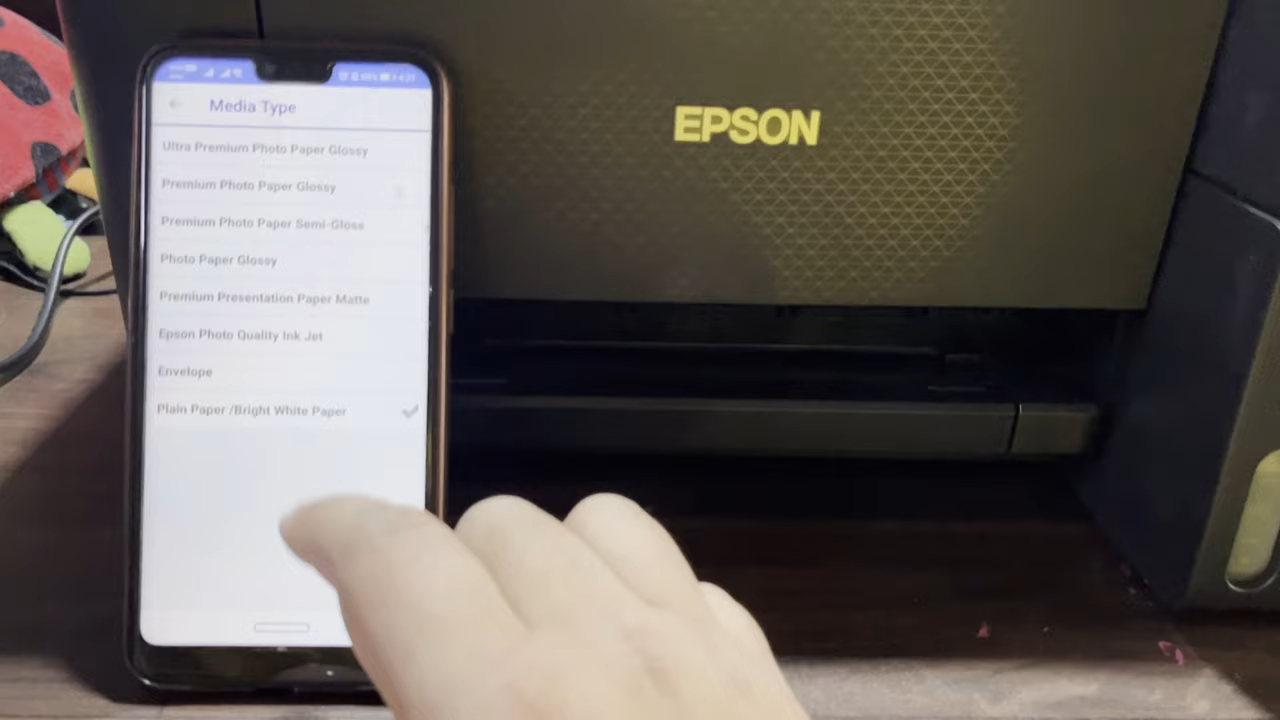 Media Type
Ultra Premium Photo Paper Glossy
Premium Photo Paper Glossy
Premium Photo Paper Semi-Gloss
Photo Paper Glossy
Premium Presentation Paper Matte
Epson Photo Quality Ink Jet
Envelope
Plain Paper /Bright White Paper
EPSON